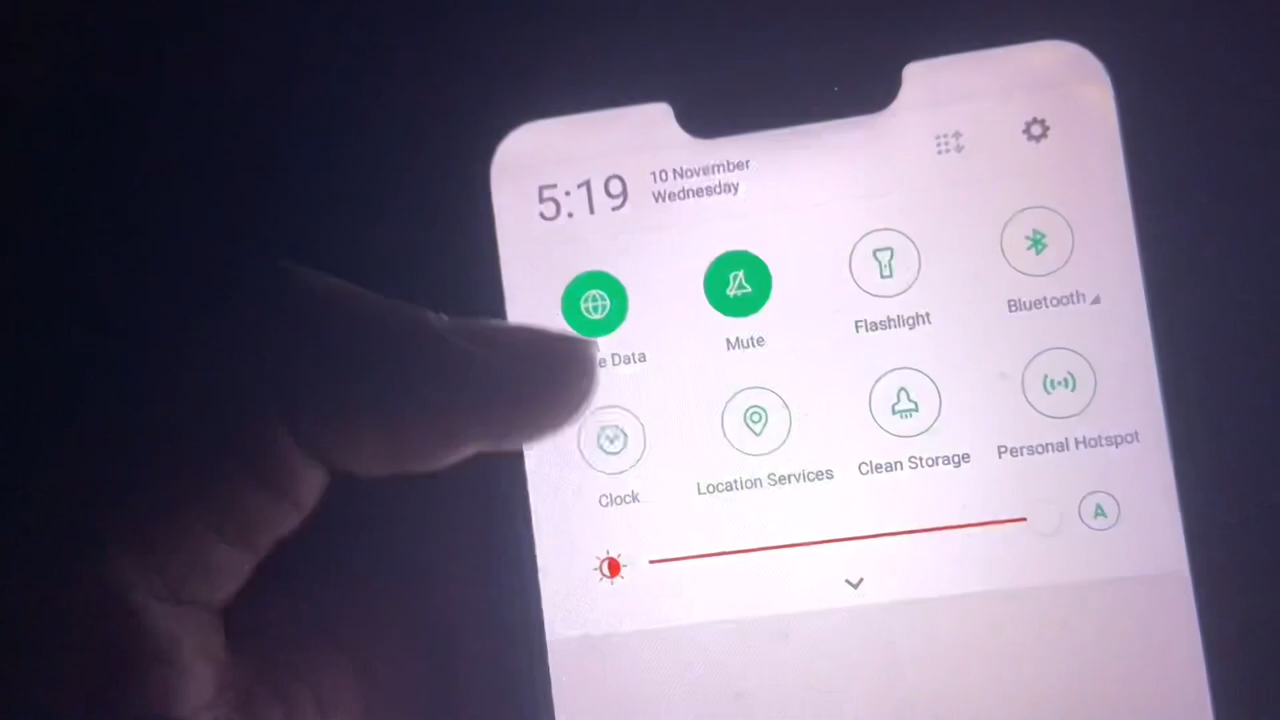 5:19
10 November
Wednesday
e Data
Mute
Flashlight
Bluetooth
Clock
Location Services
Clean Storage
Personal Hotspot
A